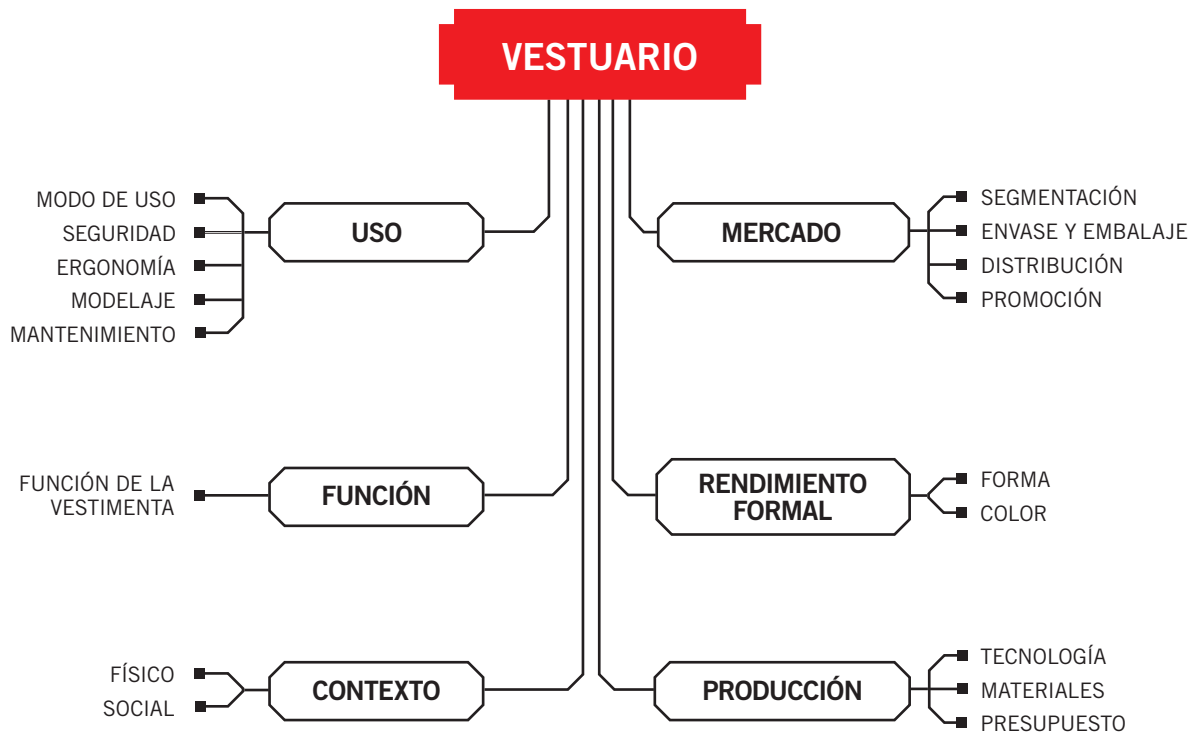 VESTUARIO
MODO DE USO
SEGURIDAD
ERGONOMÍA
MODELAJE
MANTENIMIENTO
USO
MERCADO
SEGMENTACIÓN
ENVASE Y EMBALAJE
DISTRIBUCIÓN
PROMOCIÓN
FUNCIÓN DE LA
VESTIMENTA
FUNCIÓN
RENDIMIENTO
FORMAL
FORMA
COLOR
FÍSICO
SOCIAL
CONTEXTO
PRODUCCIÓN
TECNOLOGÍA
MATERIALES
PRESUPUESTO